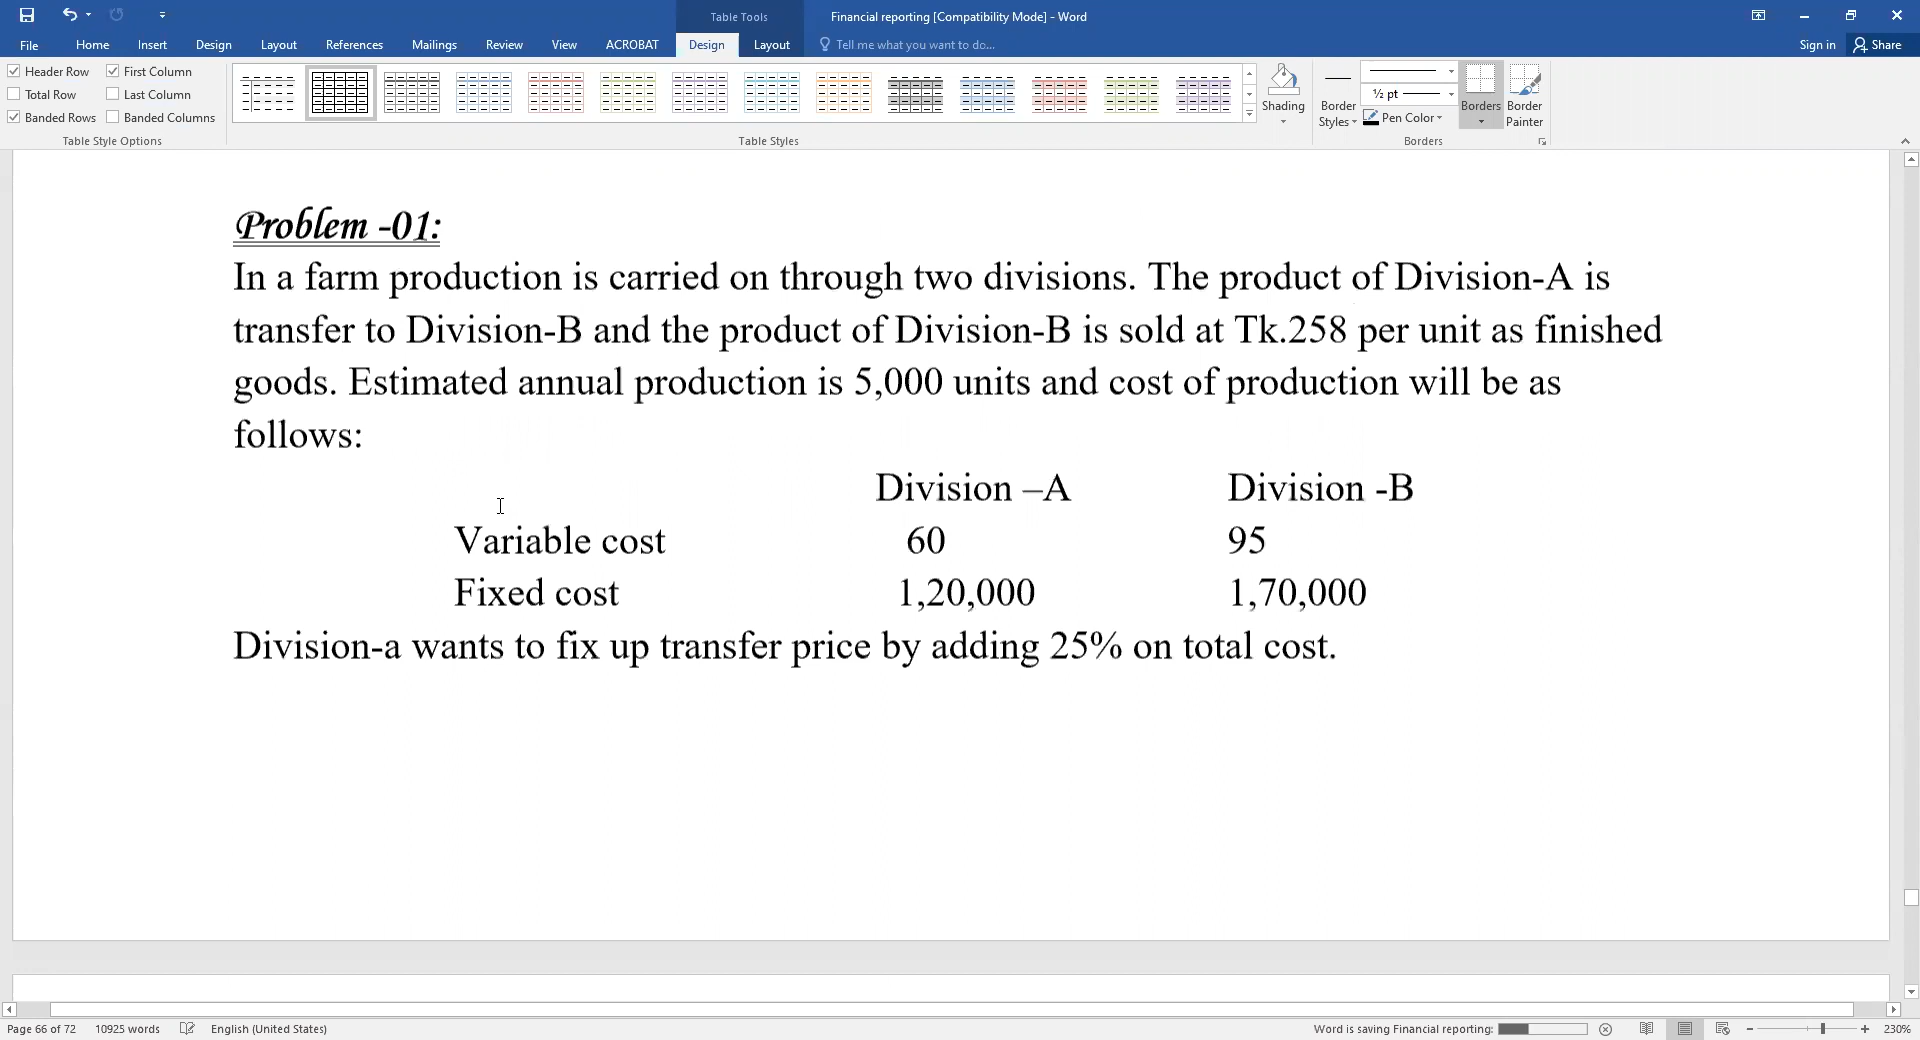 Table Tools
Financial reporting [Compatibility Mode] - Word
File Home Insert Design Layout References Mailings Review View ACROBAT Design Layout Tell me what you want to do... Sign in Share
Header Row First Column
Total Row Last Column
Banded Rows Banded Columns
Table Style Options
Table Styles
Shading
Border Styles
½ pt
Pen Color
Borders
Border Painter
Borders
Problem -01:
In a farm production is carried on through two divisions. The product of Division-A is
transfer to Division-B and the product of Division-B is sold at Tk.258 per unit as finished
goods. Estimated annual production is 5,000 units and cost of production will be as
follows:
Division –A Division -B
Variable cost 60 95
Fixed cost 1,20,000 1,70,000
Division-a wants to fix up transfer price by adding 25% on total cost.
Page 66 of 72 10925 words English (United States) Word is saving Financial reporting: 230%